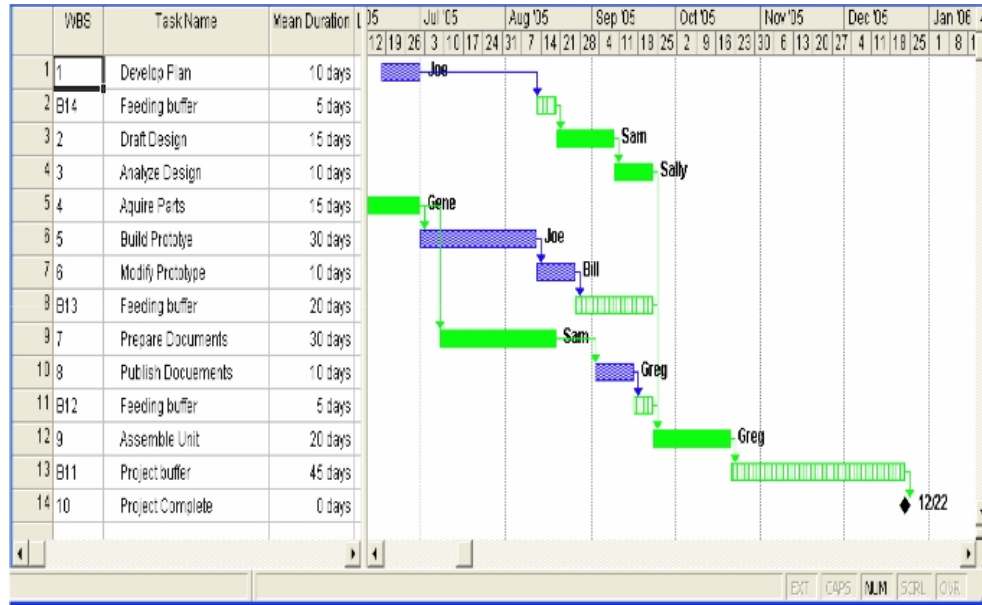 WBS Task Name Mean Duration L 05 Jul '05 Aug '05 Sep '05 Oct '05 Nov '05 Dec '05 Jan '06
12 19 26 3 10 17 24 31 7 14 21 28 4 11 18 25 2 9 16 23 30 6 13 20 27 4 11 18 25 1 8 1
1 1 Develop Plan 10 days Joe
2 B14 Feeding buffer 5 days
3 2 Draft Design 15 days Sam
4 3 Analyze Design 10 days Sally
5 4 Aquire Parts 15 days Gene
6 5 Build Prototye 30 days Joe
7 6 Modify Prototype 10 days Bill
8 B13 Feeding buffer 20 days
9 7 Prepare Documents 30 days Sam
10 8 Publish Docuements 10 days Greg
11 B12 Feeding buffer 5 days
12 9 Assemble Unit 20 days Greg
13 B11 Project buffer 45 days
14 10 Project Complete 0 days 12/22
EXT CAPS NUM SCRL OVR